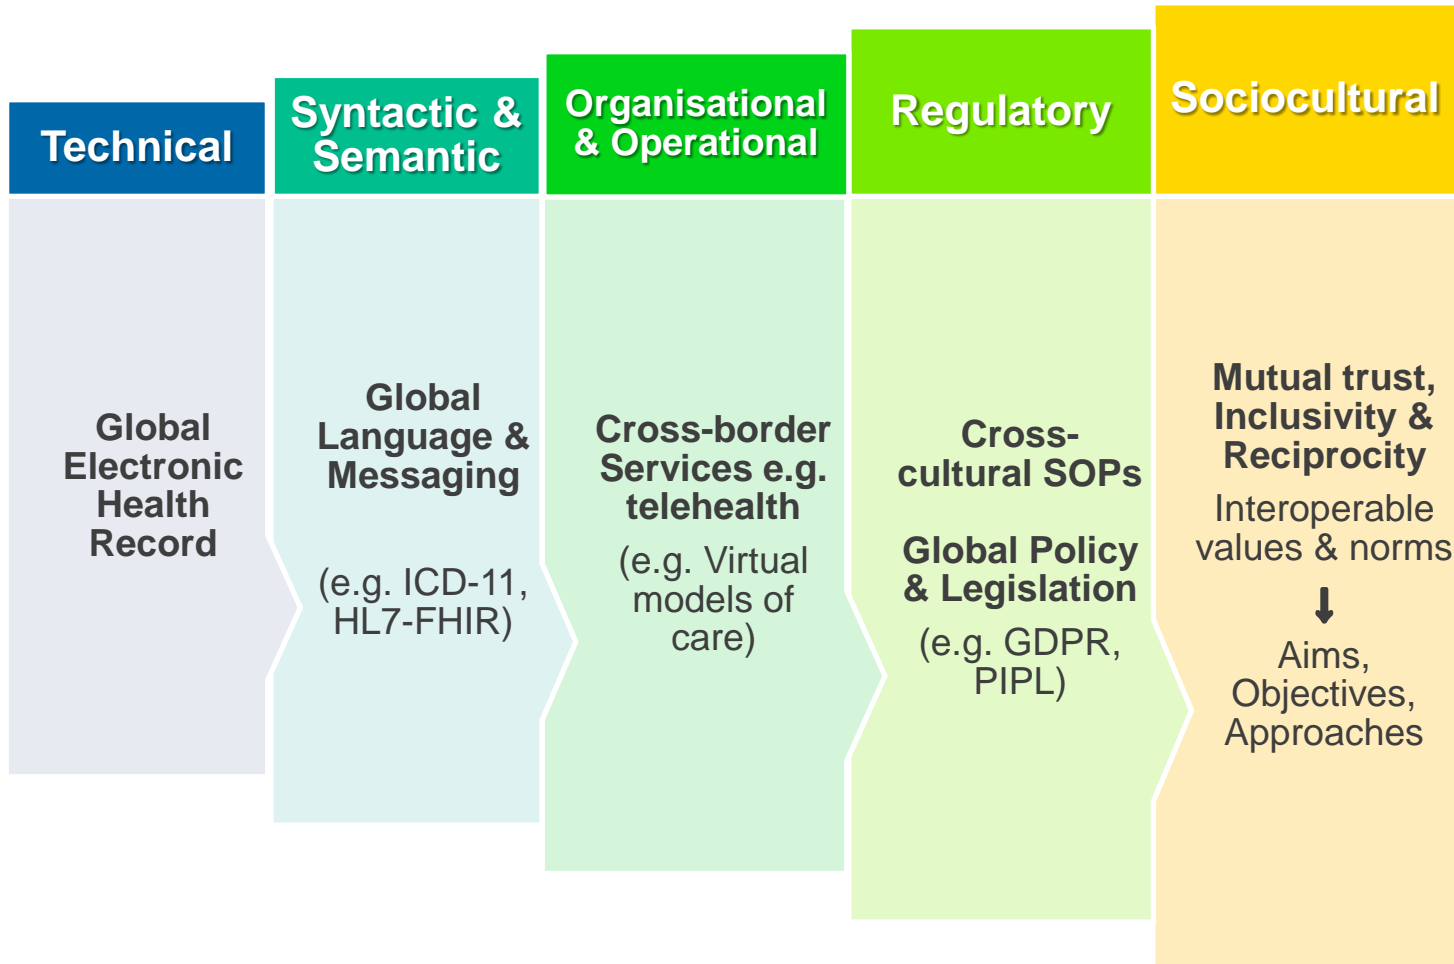 Technical
Global
Electronic
Health
Record
Syntactic &
Semantic
Global
Language &
Messaging
(e.g. ICD-11,
HL7-FHIR)
Organisational
& Operational
Cross-border
Services e.g.
telehealth
(e.g. Virtual
models of
care)
Regulatory
Cross-
cultural SOPs
Global Policy
& Legislation
(e.g. GDPR,
PIPL)
Sociocultural
Mutual trust,
Inclusivity &
Reciprocity
Interoperable
values & norms
Aims,
Objectives,
Approaches